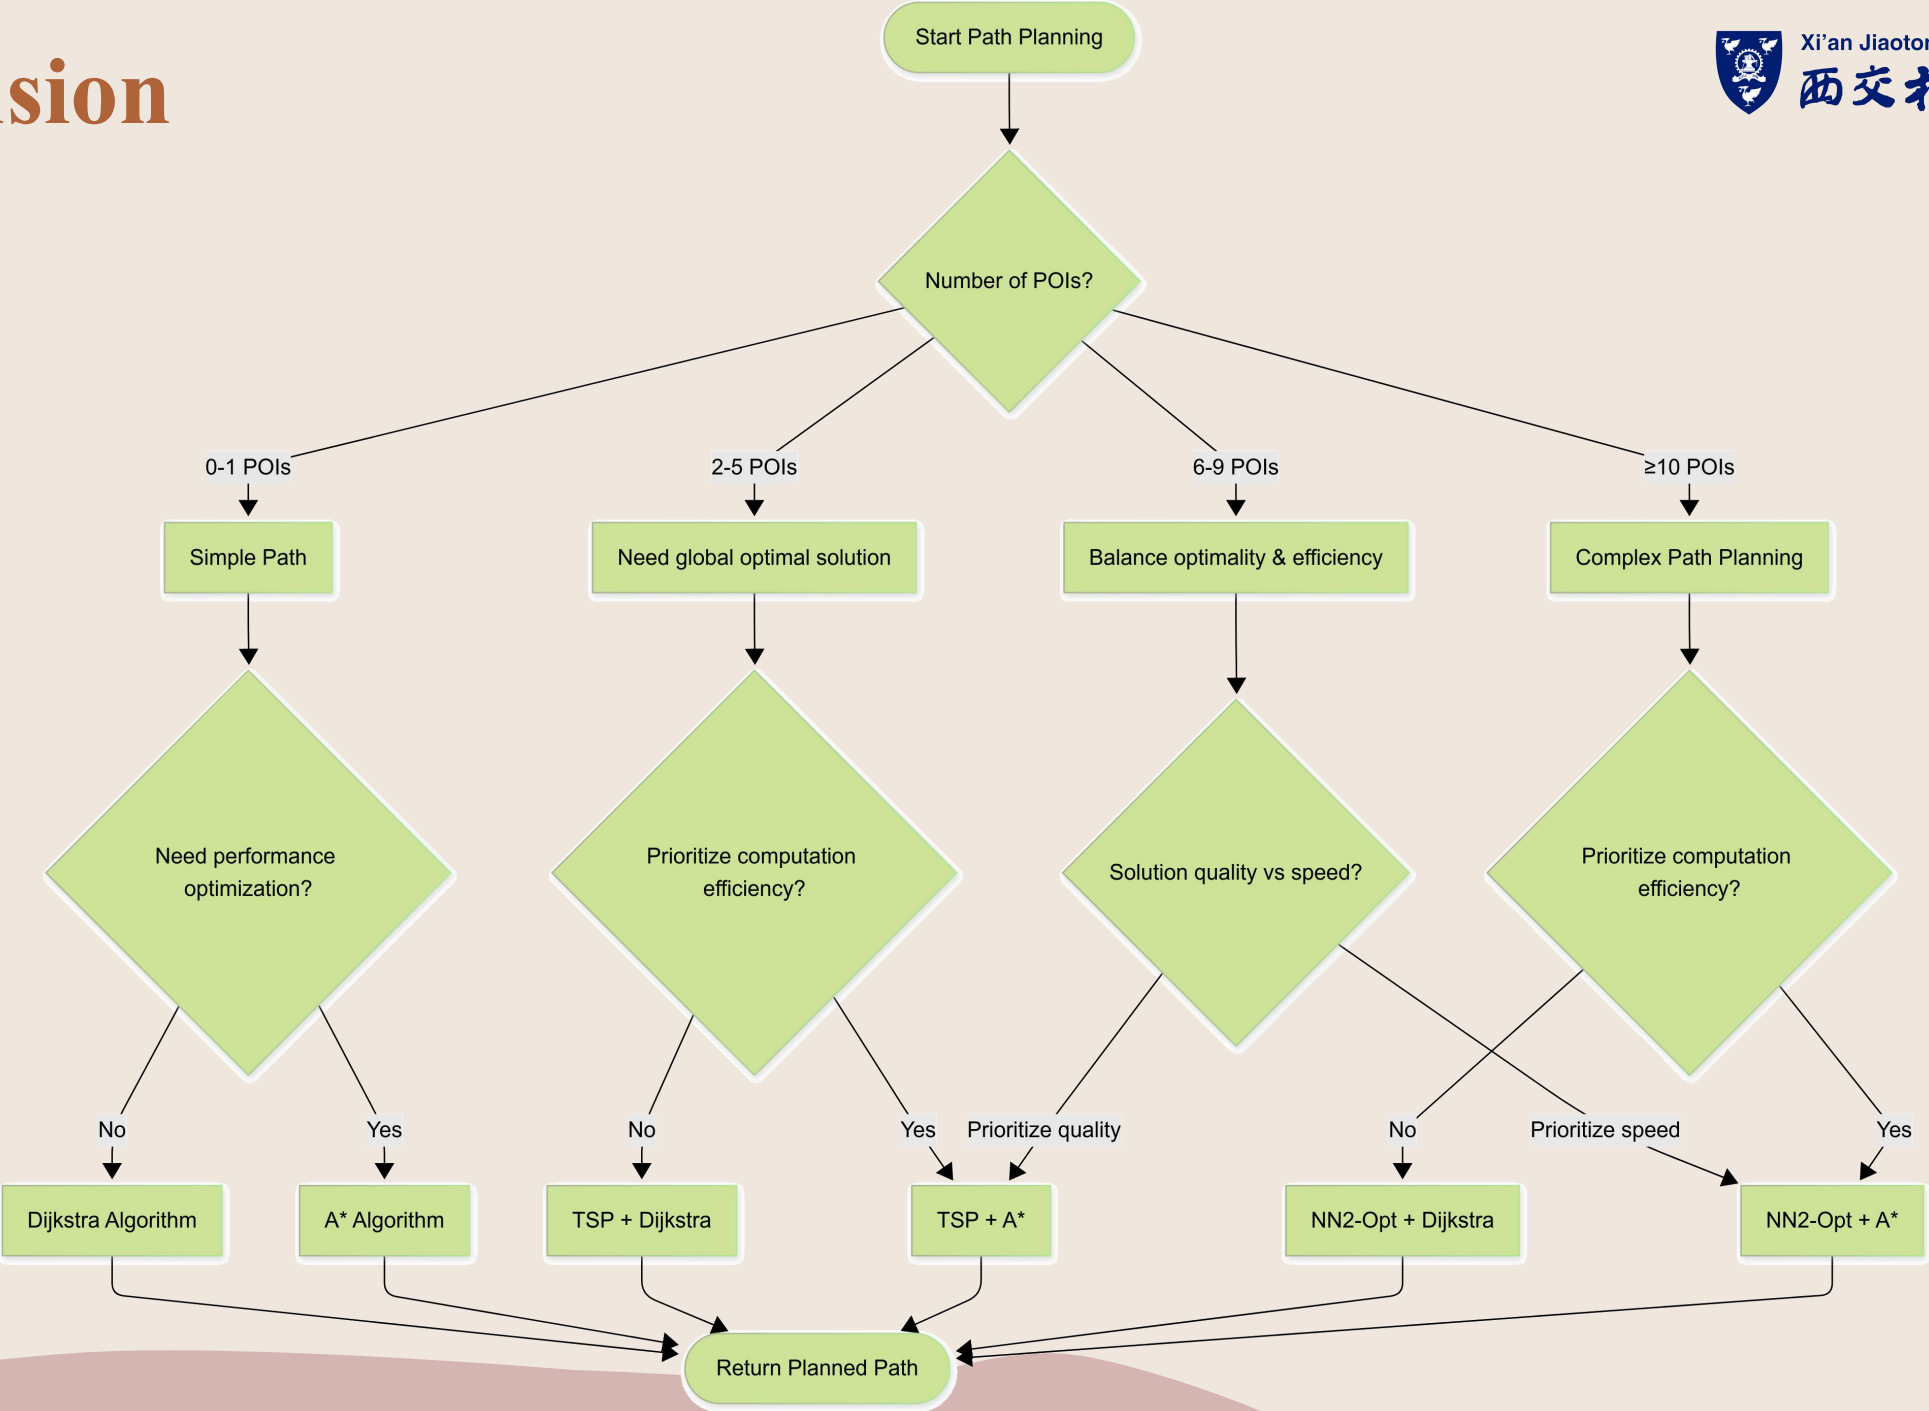 Start Path Planning
sion
Xi'an Jiaoton
西交
Number of POIs?
0-1 POIs
2-5 POIs
6-9 POIs
≥10 POIs
Simple Path
Need global optimal solution
Balance optimality & efficiency
Complex Path Planning
Need performance
optimization?
Prioritize computation
efficiency?
Solution quality vs speed?
Prioritize computation
efficiency?
No
Yes
No
Yes
Prioritize quality
No
Prioritize speed
Yes
Dijkstra Algorithm
A* Algorithm
TSP + Dijkstra
TSP + A*
NN2-Opt + Dijkstra
NN2-Opt + A*
Return Planned Path